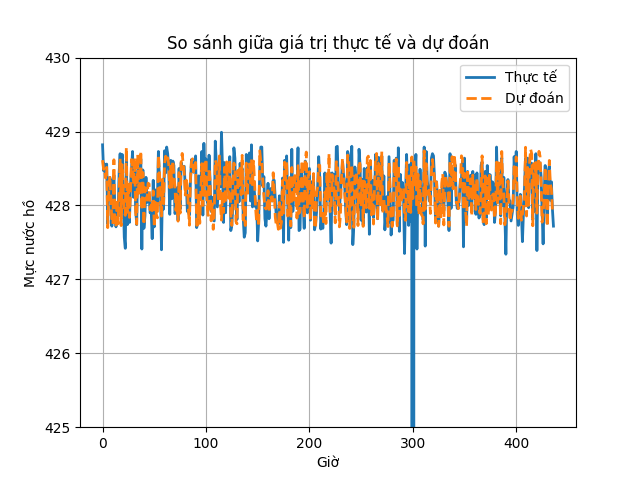 So sánh giữa giá trị thực tế và dự đoán
Thực tế
Dự đoán
430
429
428
427
426
425
Mực nước hồ
0
100
200
300
400
Giờ